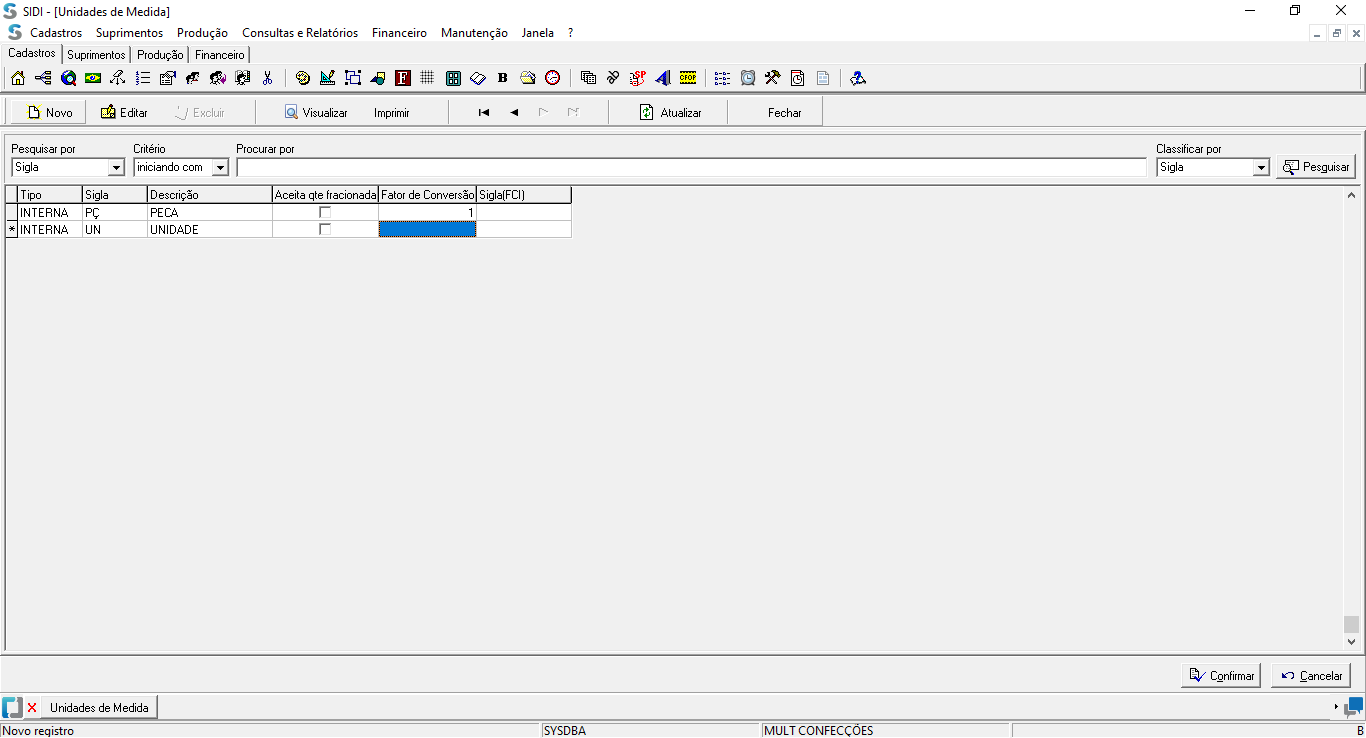 SIDI - [Unidades de Medida]
Cadastros Suprimentos Produção Consultas e Relatórios Financeiro Manutenção Janela ?
Cadastros Suprimentos Produção Financeiro
F B SP CFOP
Novo Editar Excluir Visualizar Imprimir Atualizar Fechar
Pesquisar por Critério Procurar por Classificar por
Sigla iniciando com Sigla Pesquisar
Tipo Sigla Descrição Aceita qte fracionada Fator de Conversão Sigla(FCI)
INTERNA PÇ PECA 1
* INTERNA UN UNIDADE
Confirmar Cancelar
Unidades de Medida
Novo registro SYSDBA MULT CONFECÇÕES B